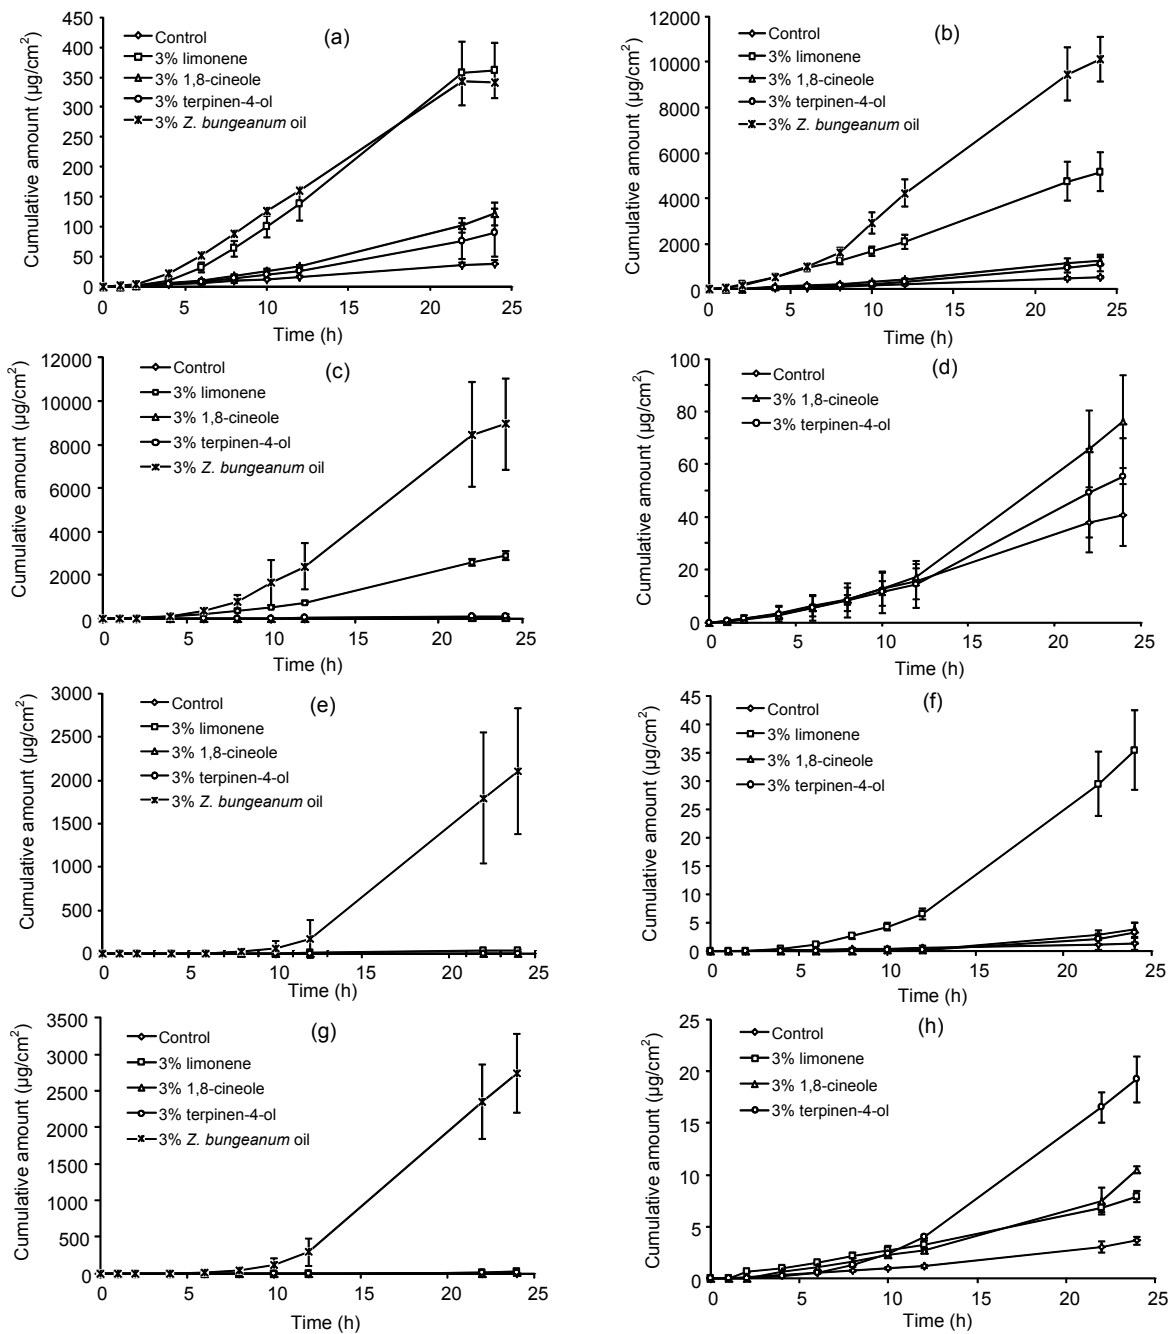 Cumulative amount (µg/cm²)
450
400
350
300
250
200
150
100
50
0
(a)
Control
3% limonene
3% 1,8-cineole
3% terpinen-4-ol
3% Z. bungeanum oil
0 5 10 15 20 25
Time (h)
Cumulative amount (µg/cm²)
12000
10000
8000
6000
4000
2000
0
(b)
Control
3% limonene
3% 1,8-cineole
3% terpinen-4-ol
3% Z. bungeanum oil
0 5 10 15 20 25
Time (h)
Cumulative amount (µg/cm²)
12000
10000
8000
6000
4000
2000
0
(c)
Control
3% limonene
3% 1,8-cineole
3% terpinen-4-ol
3% Z. bungeanum oil
0 5 10 15 20 25
Time (h)
Cumulative amount (µg/cm²)
100
80
60
40
20
0
(d)
Control
3% 1,8-cineole
3% terpinen-4-ol
0 5 10 15 20 25
Time (h)
Cumulative amount (µg/cm²)
3000
2500
2000
1500
1000
500
0
(e)
Control
3% limonene
3% 1,8-cineole
3% terpinen-4-ol
3% Z. bungeanum oil
0 5 10 15 20 25
Time (h)
Cumulative amount (µg/cm²)
45
40
35
30
25
20
15
10
5
0
(f)
Control
3% limonene
3% 1,8-cineole
3% terpinen-4-ol
0 5 10 15 20 25
Time (h)
Cumulative amount (µg/cm²)
3500
3000
2500
2000
1500
1000
500
0
(g)
Control
3% limonene
3% 1,8-cineole
3% terpinen-4-ol
3% Z. bungeanum oil
0 5 10 15 20 25
Time (h)
Cumulative amount (µg/cm²)
25
20
15
10
5
0
(h)
Control
3% limonene
3% 1,8-cineole
3% terpinen-4-ol
0 5 10 15 20 25
Time (h)